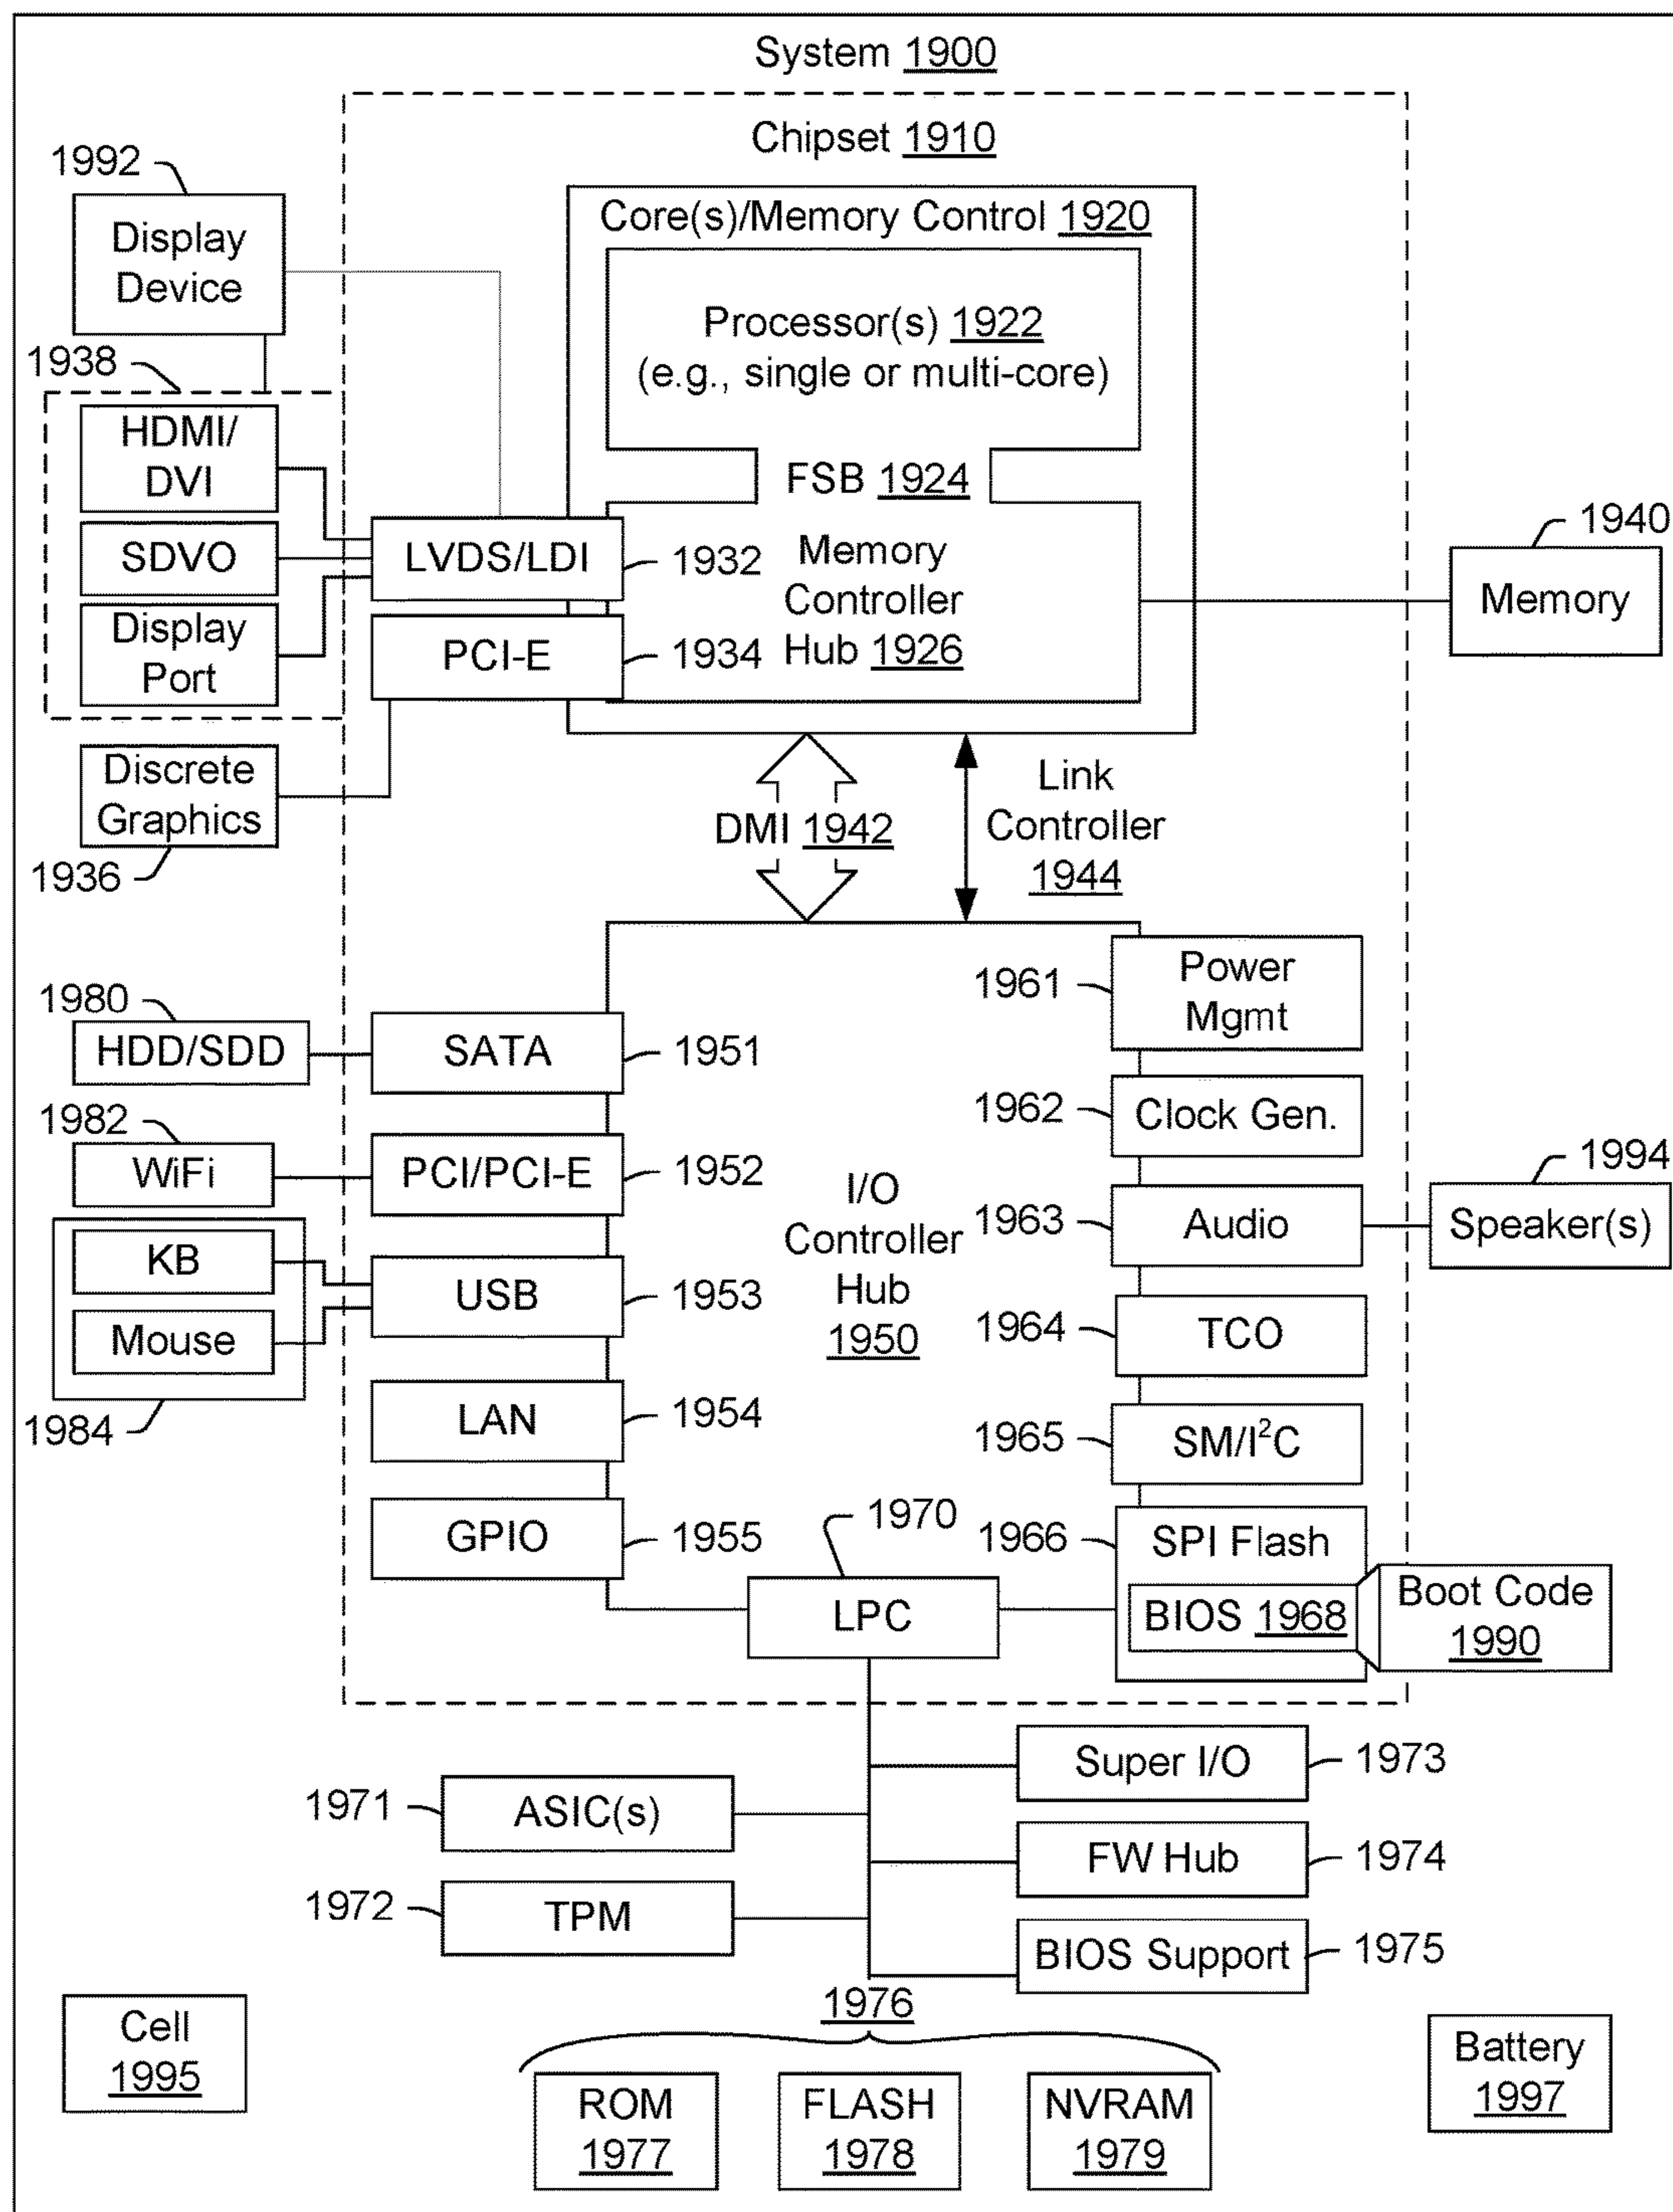 System 1900
Chipset 1910
1992
Display
Device
Core(s)/Memory Control 1920
Processor(s) 1922
(e.g., single or multi-core)
FSB 1924
Memory
Controller
Hub 1926
1938
HDMI/
DVI
SDVO
Display
Port
LVDS/LDI
1932
PCI-E
1934
1940
Memory
Discrete
Graphics
1936
DMI 1942
Link
Controller
1944
1980
HDD/SDD
SATA
1951
1982
WiFi
PCI/PCI-E
1952
KB
Mouse
1984
USB
1953
LAN
1954
GPIO
1955
I/O
Controller
Hub
1950
1961
Power
Mgmt
1962
Clock Gen.
1963
Audio
1994
Speaker(s)
1964
TCO
1965
SM/I²C
1966
SPI Flash
BIOS 1968
Boot Code
1990
1970
LPC
1971
ASIC(s)
1972
TPM
Super I/O
1973
FW Hub
1974
BIOS Support
1975
1976
Cell
1995
ROM
1977
FLASH
1978
NVRAM
1979
Battery
1997